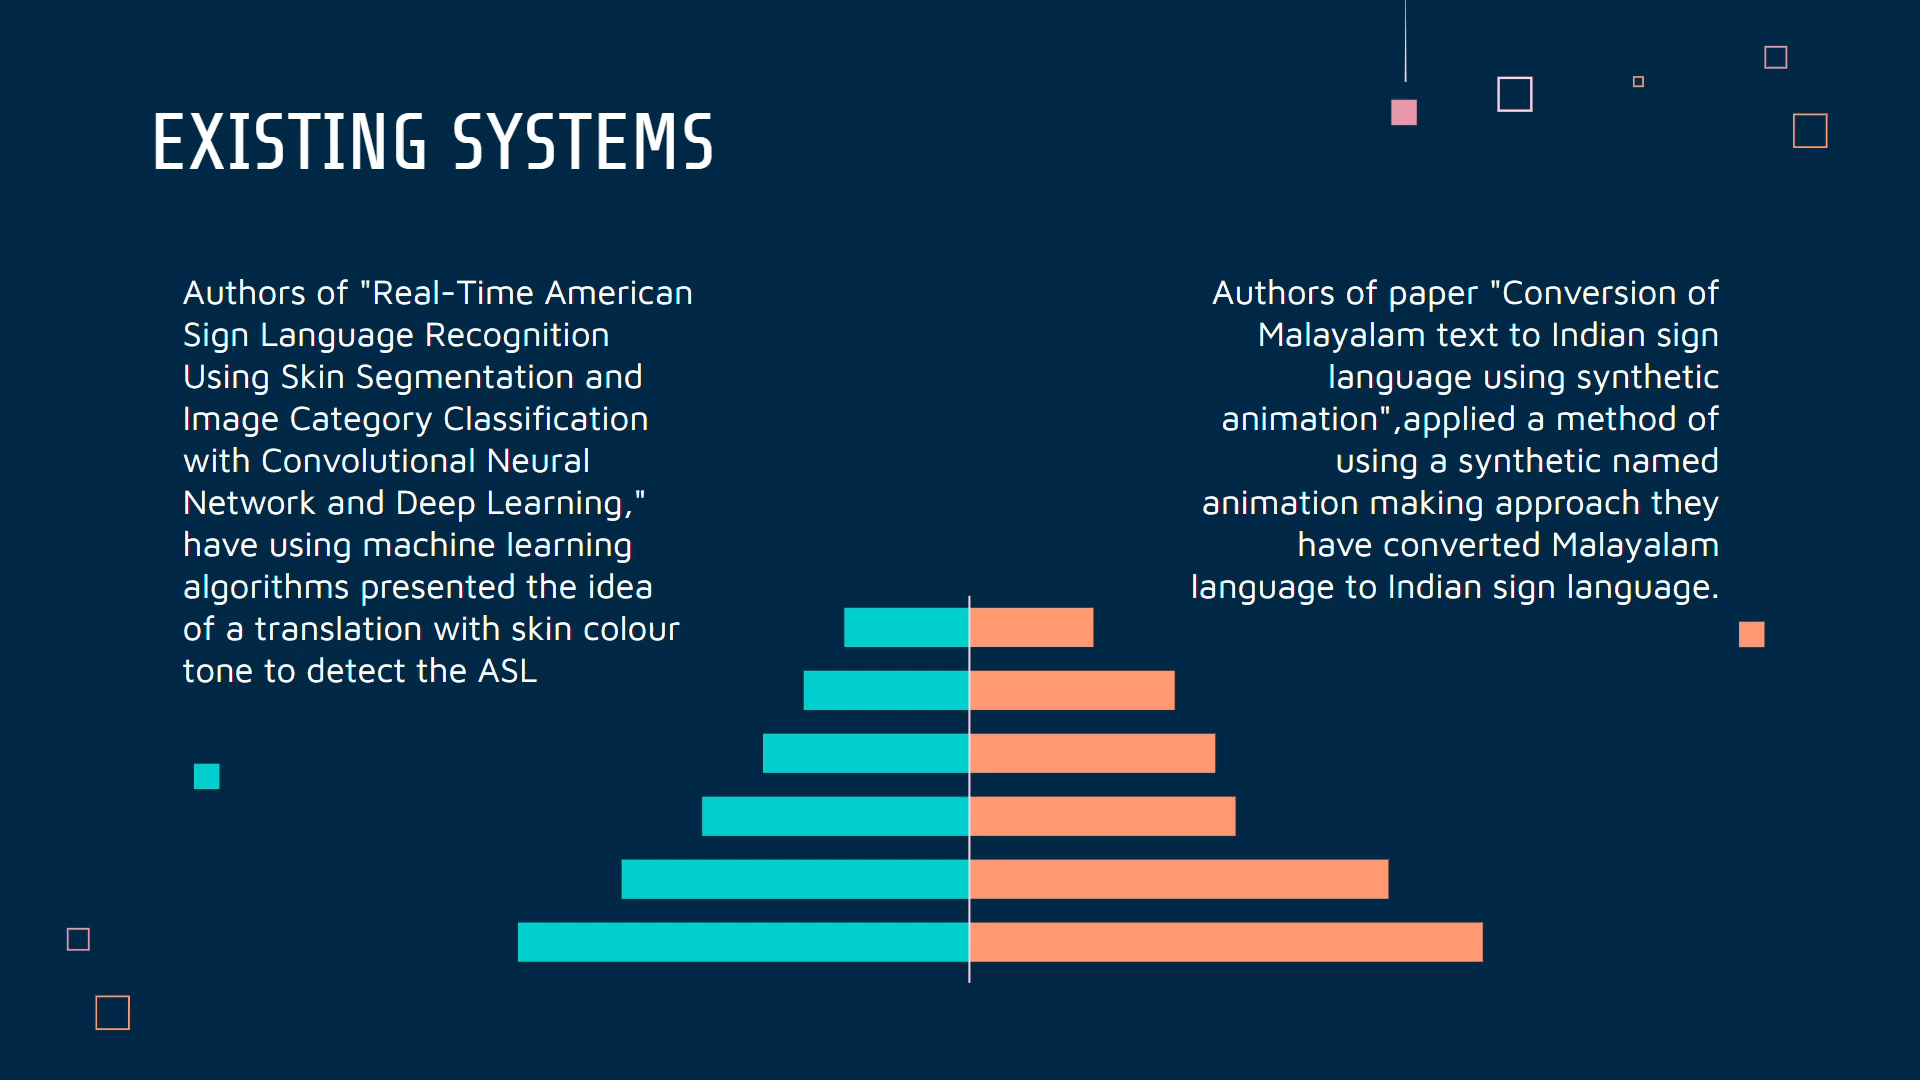 EXISTING SYSTEMS
Authors of "Real-Time American
Sign Language Recognition
Using Skin Segmentation and
Image Category Classification
with Convolutional Neural
Network and Deep Learning,"
have using machine learning
algorithms presented the idea
of a translation with skin colour
tone to detect the ASL
Authors of paper "Conversion of
Malayalam text to Indian sign
language using synthetic
animation",applied a method of
using a synthetic named
animation making approach they
have converted Malayalam
language to Indian sign language.